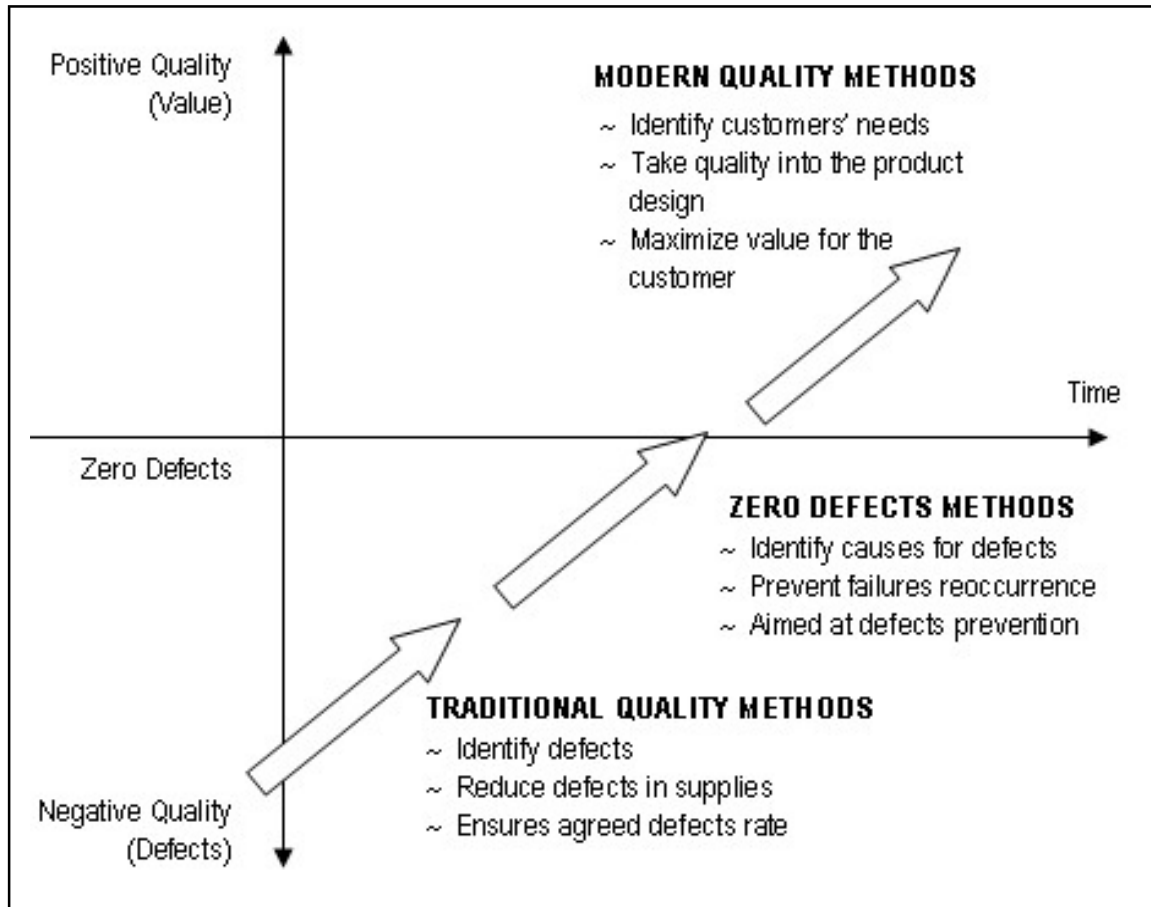 Positive Quality
(Value)
MODERN QUALITY METHODS
~ Identify customers' needs
~ Take quality into the product
design
~ Maximize value for the
customer
Time
Zero Defects
ZERO DEFECTS METHODS
~ Identify causes for defects
~ Prevent failures reoccurrence
~ Aimed at defects prevention
TRADITIONAL QUALITY METHODS
~ Identify defects
~ Reduce defects in supplies
~ Ensures agreed defects rate
Negative Quality
(Defects)